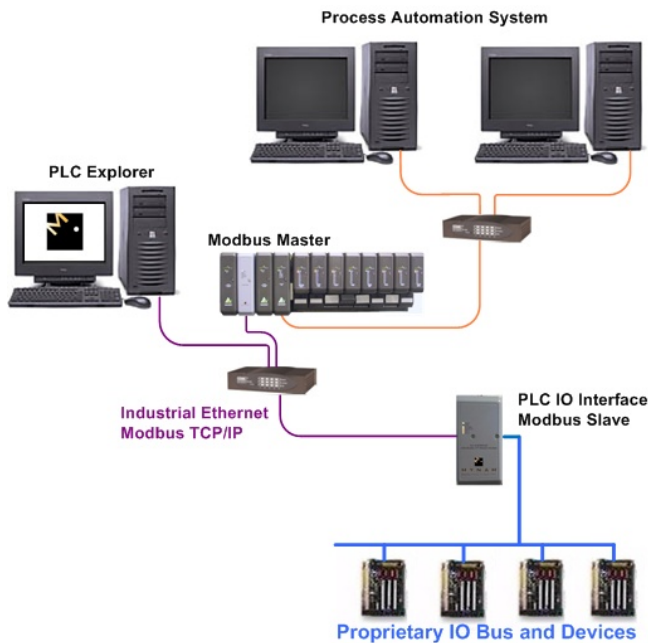 Process Automation System
PLC Explorer
Modbus Master
PLC IO Interface
Modbus Slave
Industrial Ethernet
Modbus TCP/IP
Proprietary IO Bus and Devices